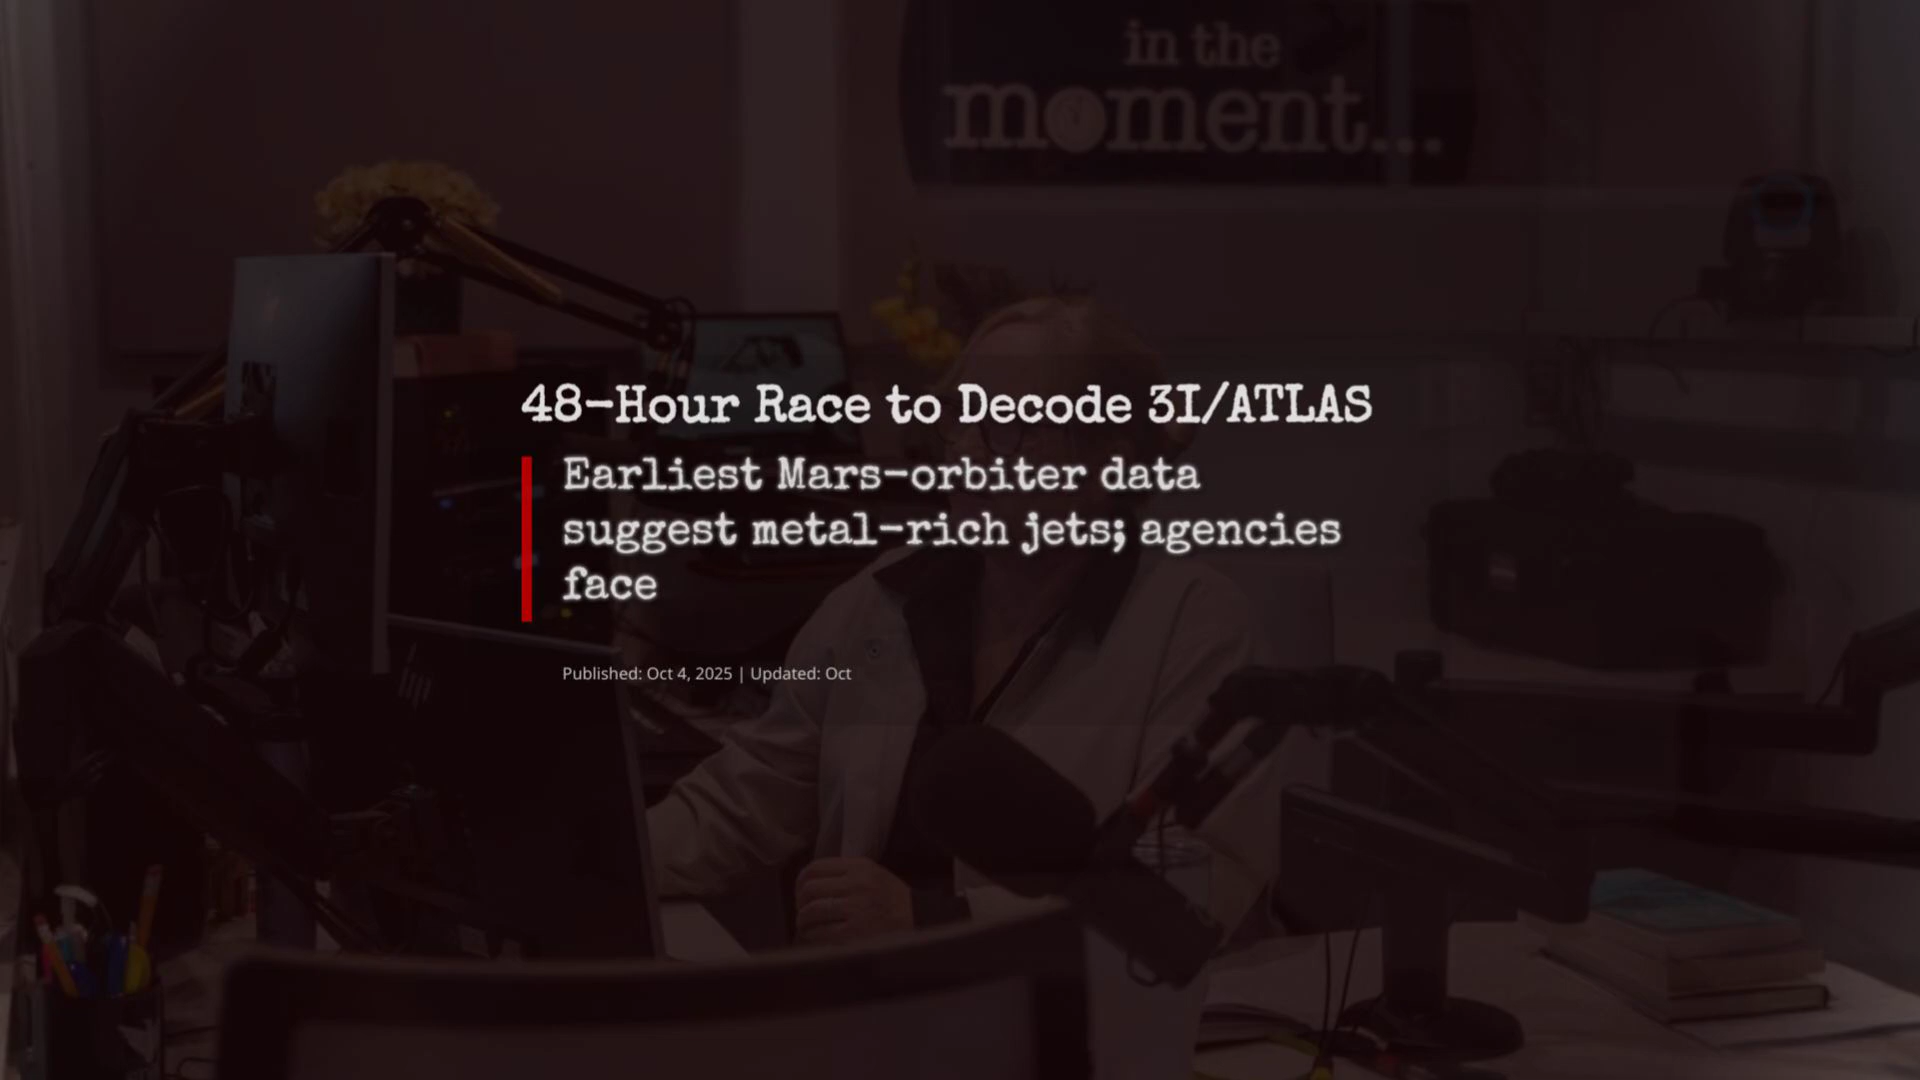 in the
moment...
48-Hour Race to Decode 3I/ATLAS
Earliest Mars-orbiter data
suggest metal-rich jets; agencies
face
Published: Oct 4, 2025 | Updated: Oct